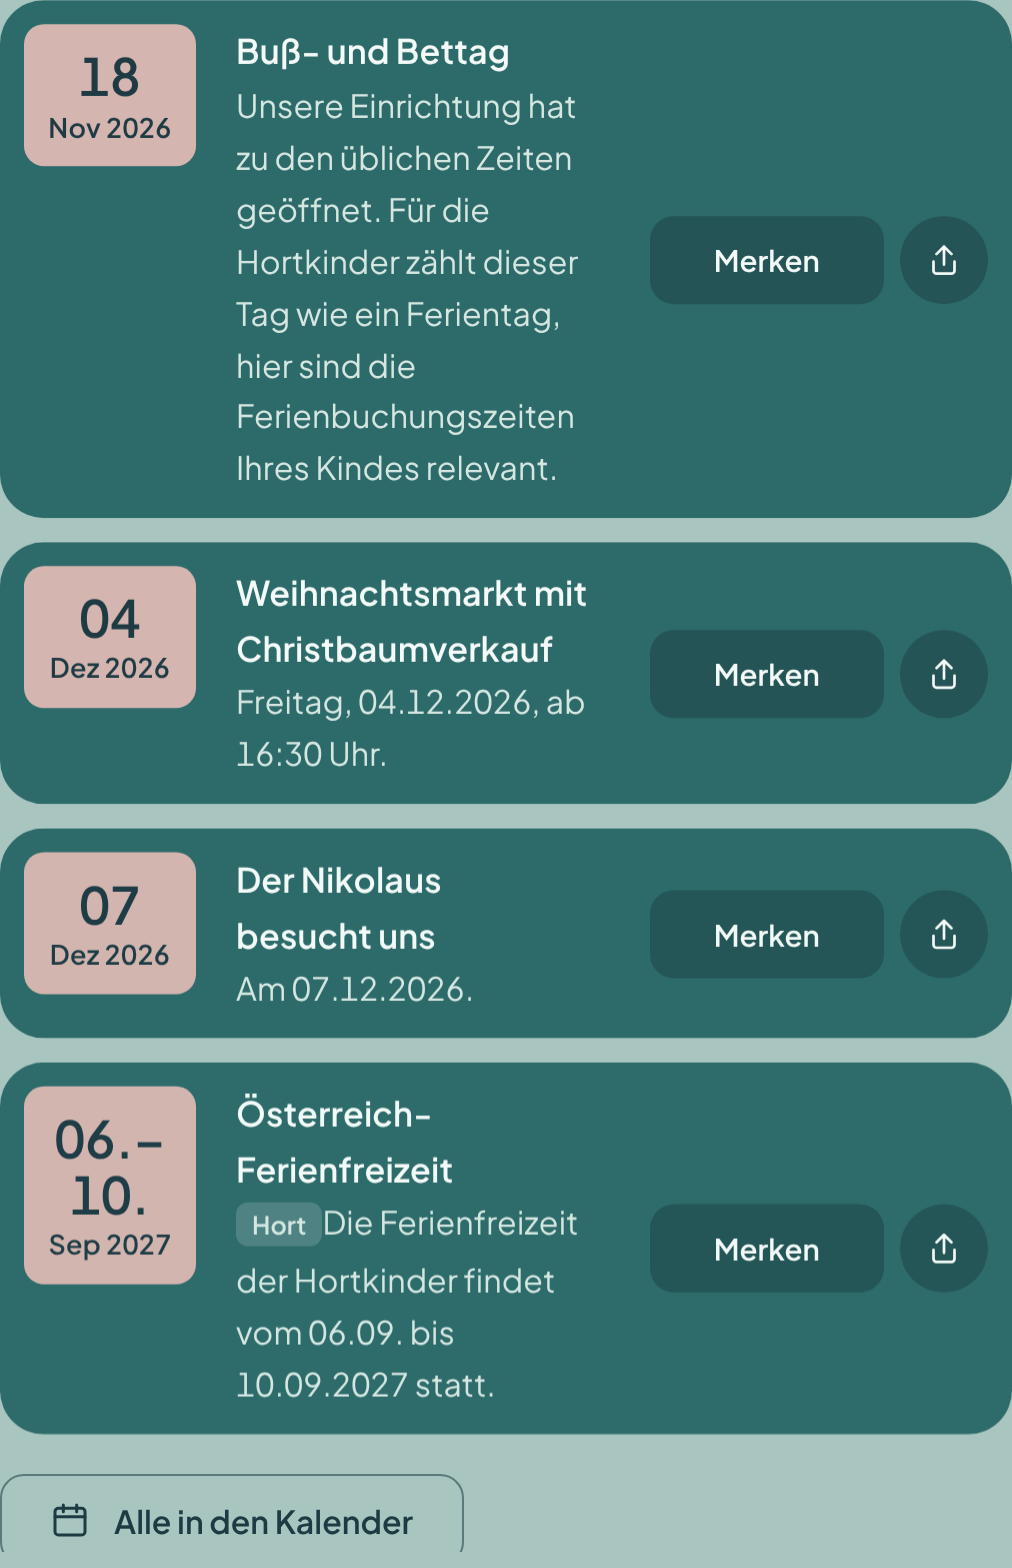 18
Nov 2026
Buß- und Bettag
Unsere Einrichtung hat
zu den üblichen Zeiten
geöffnet. Für die
Hortkinder zählt dieser
Tag wie ein Ferientag,
hier sind die
Ferienbuchungszeiten
Ihres Kindes relevant.
Merken
04
Dez 2026
Weihnachtsmarkt mit
Christbaumverkauf
Freitag, 04.12.2026, ab
16:30 Uhr.
Merken
07
Dez 2026
Der Nikolaus
besucht uns
Am 07.12.2026.
Merken
06.–
10.
Sep 2027
Österreich-
Ferienfreizeit
Hort Die Ferienfreizeit
der Hortkinder findet
vom 06.09. bis
10.09.2027 statt.
Merken
Alle in den Kalender